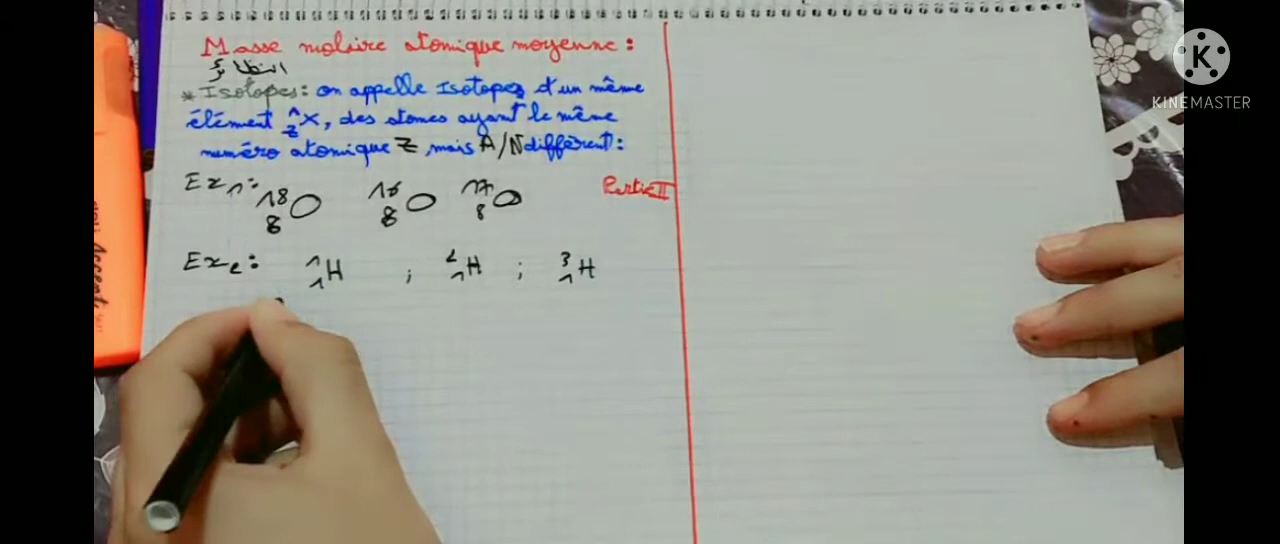 Masse molaire atomique moyenne :
النظائر
* Isotopes : on appelle Isotopes d'un même
élément ᴬ_Z X, des atomes ayant le même
numéro atomique Z, mais A/N différent :
Ex₁ : ¹⁸₈O ¹⁶₈O ¹⁷₈O
Partie II
Ex₂ : ¹₁H ; ²₁H ; ³₁H
K
KINEMASTER